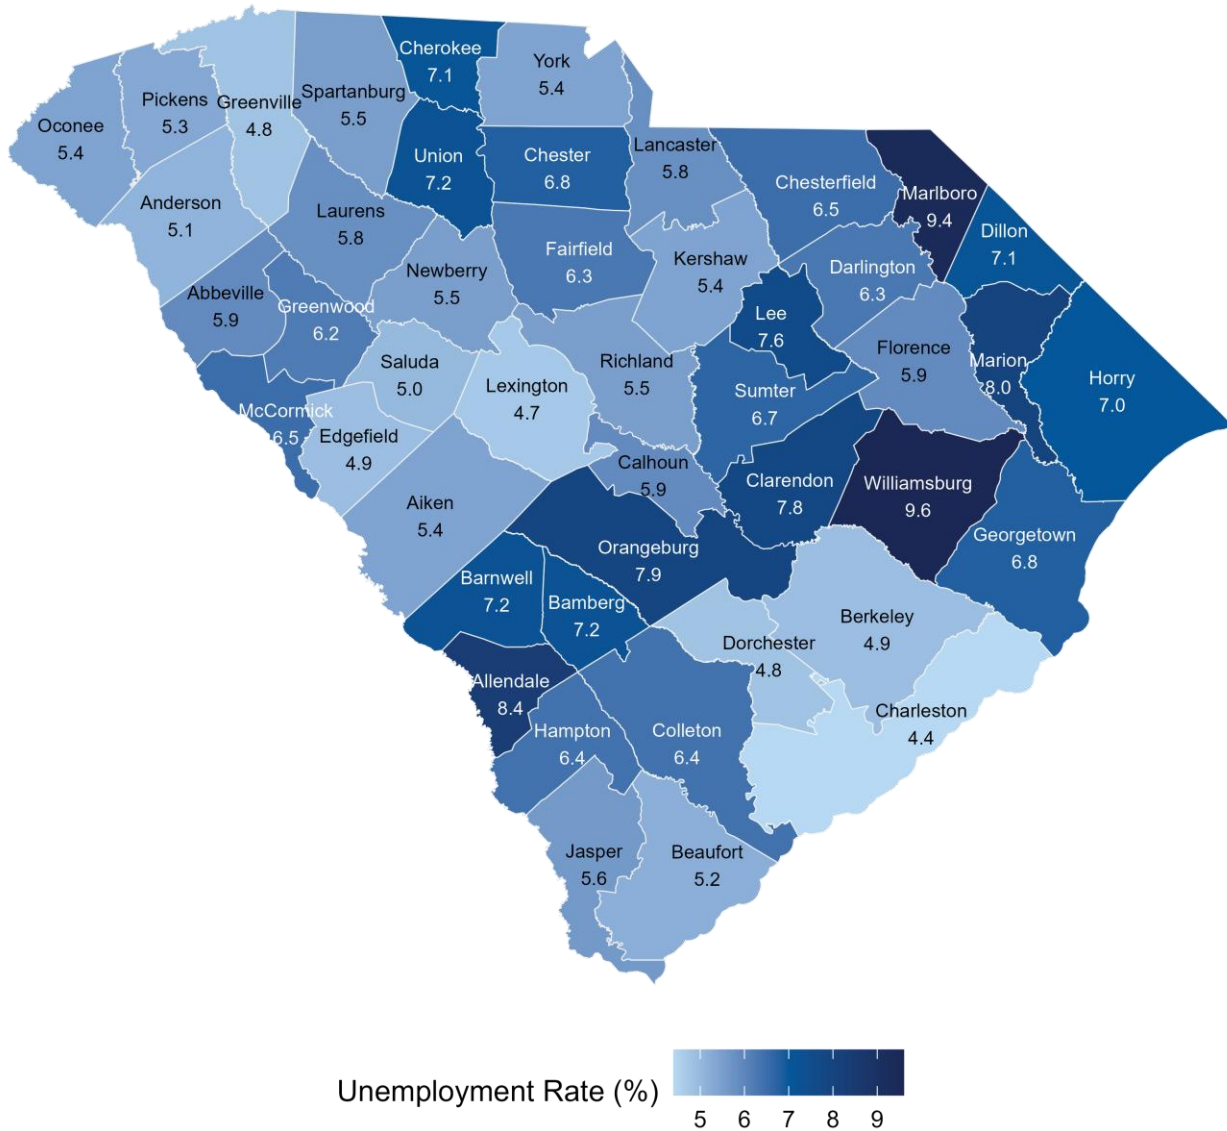 Cherokee
7.1
York
5.4
Spartanburg
5.5
Pickens
5.3
Greenville
4.8
Oconee
5.4
Union
7.2
Chester
6.8
Lancaster
5.8
Chesterfield
6.5
Marlboro
9.4
Anderson
5.1
Laurens
5.8
Dillon
7.1
Fairfield
6.3
Kershaw
5.4
Darlington
6.3
Newberry
5.5
Abbeville
5.9
Greenwood
6.2
Lee
7.6
Florence
5.9
Marion
8.0
Horry
7.0
Saluda
5.0
Richland
5.5
Lexington
4.7
Sumter
6.7
McCormick
6.5
Edgefield
4.9
Calhoun
5.9
Clarendon
7.8
Williamsburg
9.6
Aiken
5.4
Georgetown
6.8
Orangeburg
7.9
Barnwell
7.2
Bamberg
7.2
Berkeley
4.9
Dorchester
4.8
Allendale
8.4
Charleston
4.4
Hampton
6.4
Colleton
6.4
Jasper
5.6
Beaufort
5.2
Unemployment Rate (%)
5 6 7 8 9